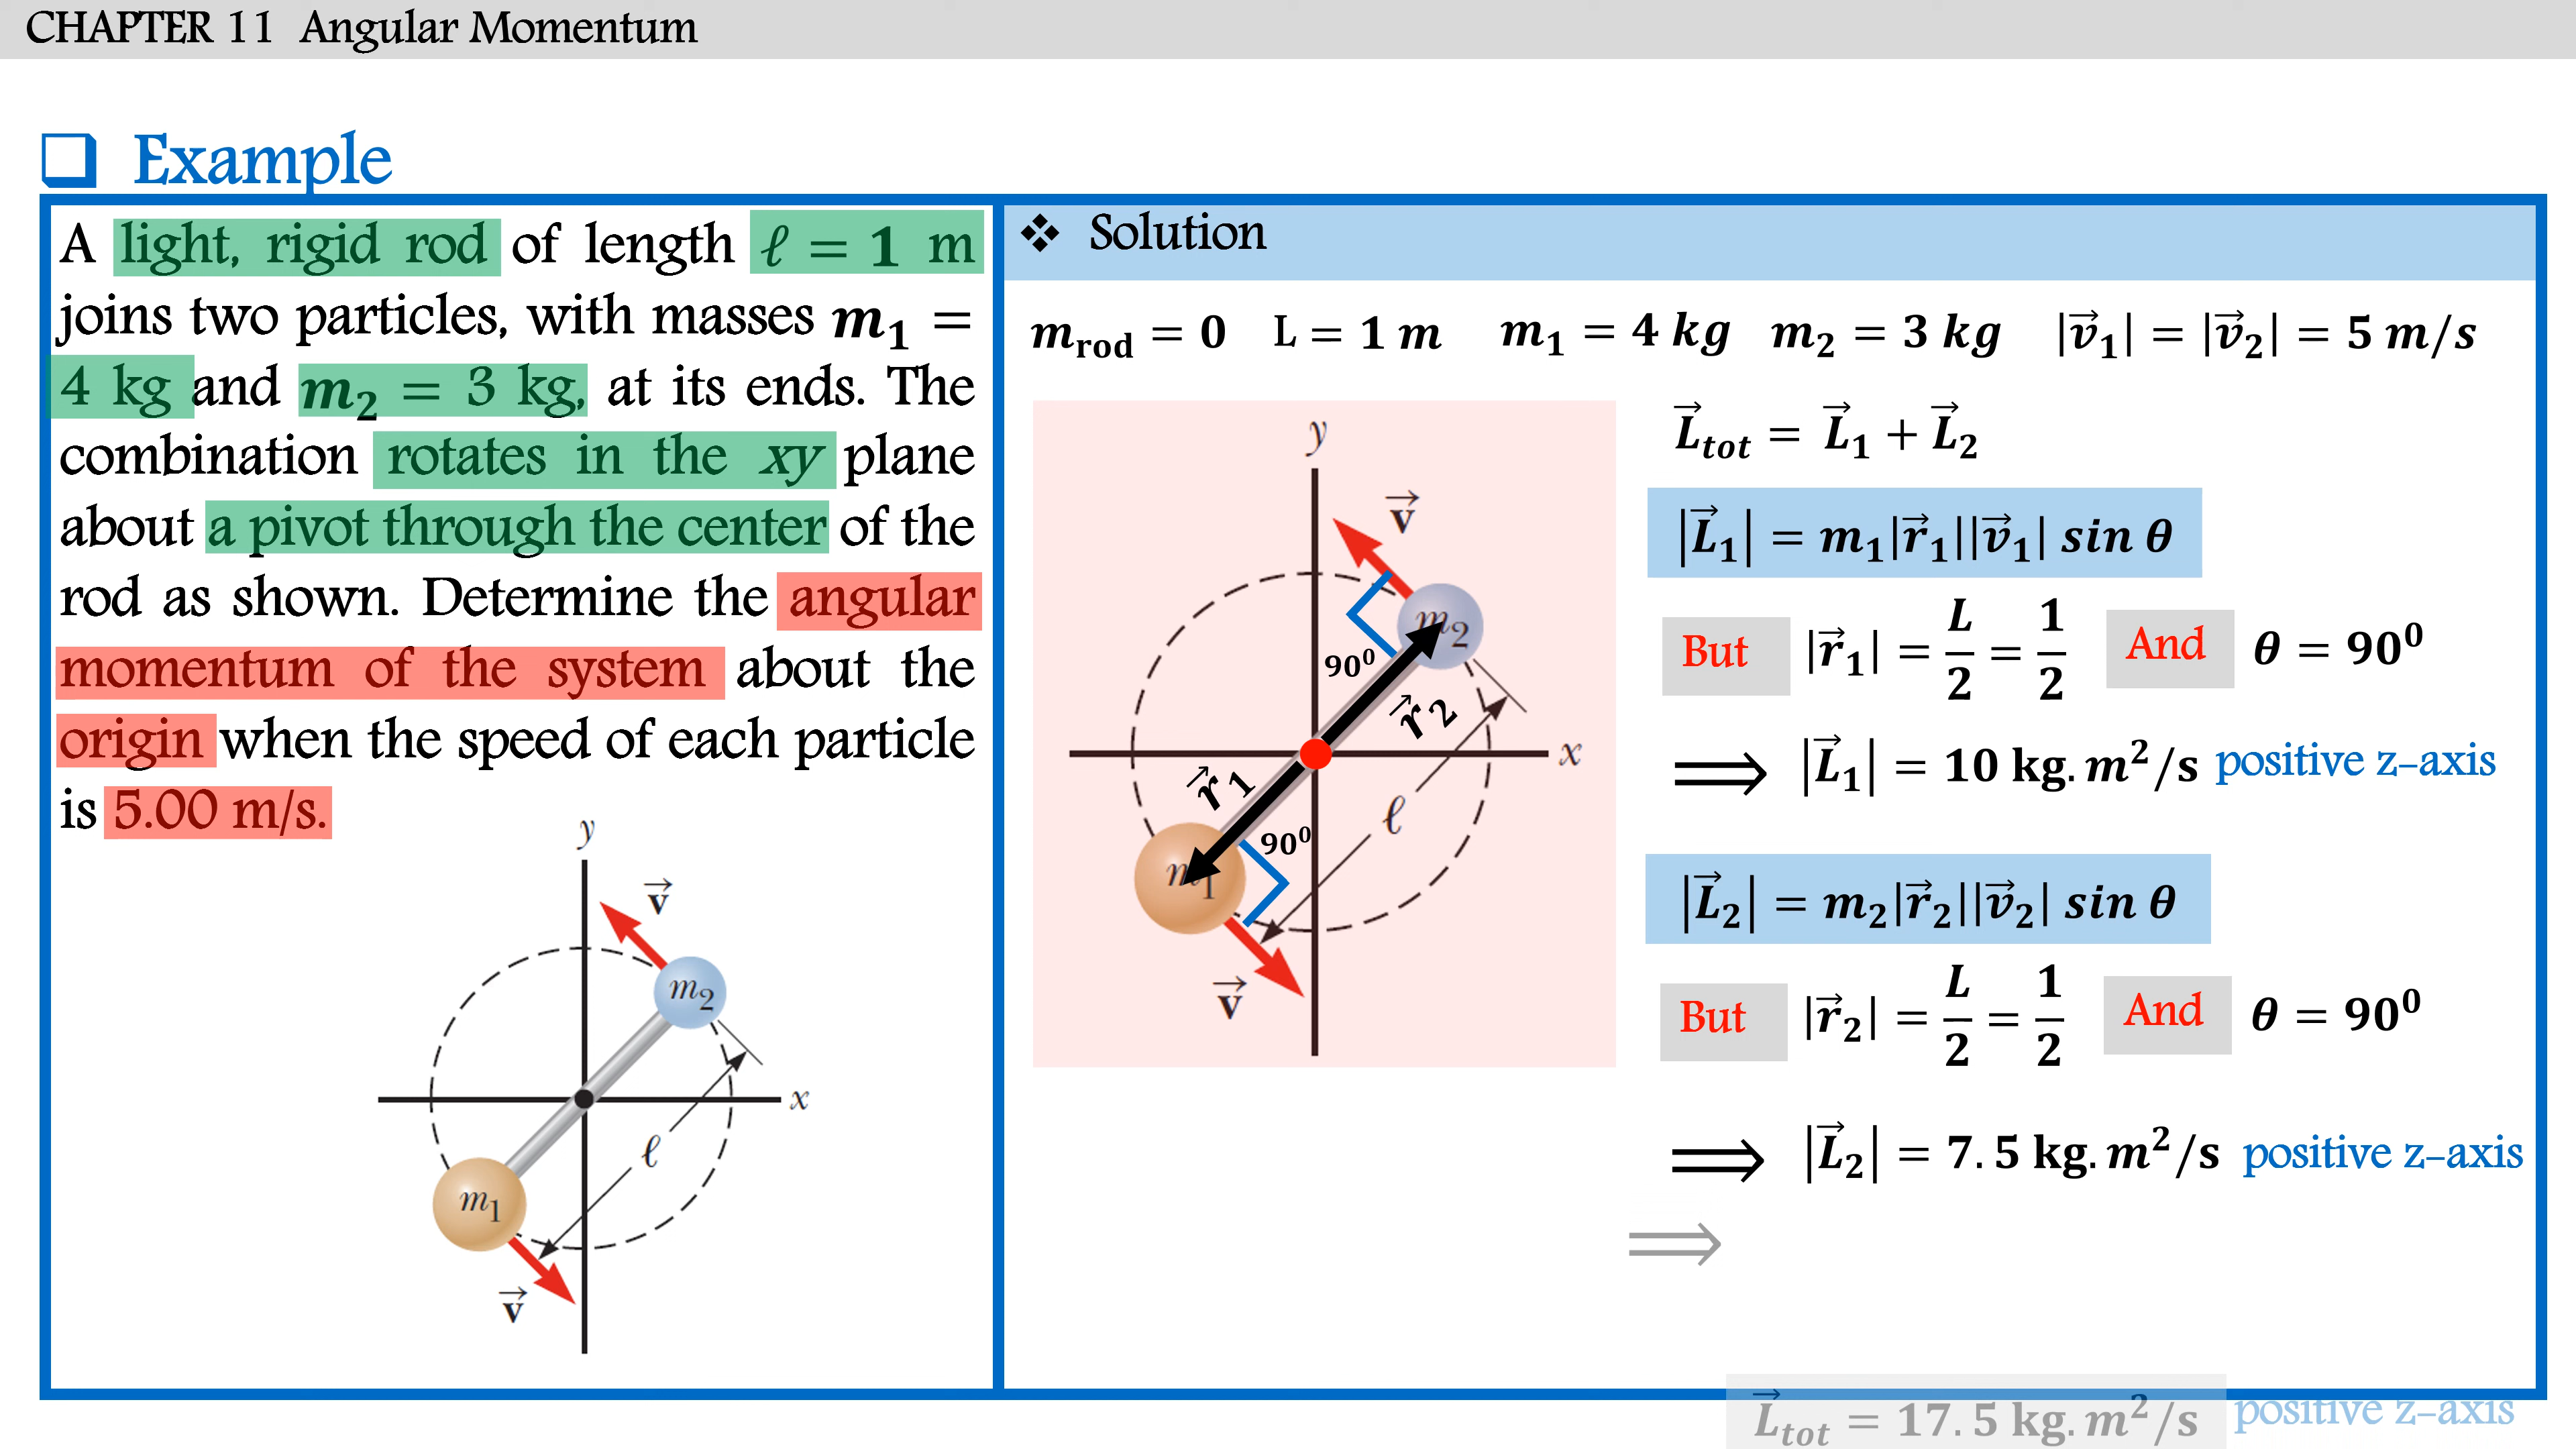 CHAPTER 11 Angular Momentum
❑ Example
A light, rigid rod of length ℓ = 1 m
joins two particles, with masses m₁ =
4 kg and m₂ = 3 kg, at its ends. The
combination rotates in the xy plane
about a pivot through the center of the
rod as shown. Determine the angular
momentum of the system about the
origin when the speed of each particle
is 5.00 m/s.
y
v⃗
m₂
x
ℓ
m₁
v⃗
❖ Solution
m_rod = 0 L = 1 m m₁ = 4 kg m₂ = 3 kg |v⃗₁| = |v⃗₂| = 5 m/s
y
v⃗
m₂
90⁰
r⃗₂
x
r⃗₁
ℓ
90⁰
m₁
v⃗
L⃗_tot = L⃗₁ + L⃗₂
|L⃗₁| = m₁|r⃗₁||v⃗₁| sin θ
But |r⃗₁| = L/2 = 1/2 And θ = 90⁰
⟹ |L⃗₁| = 10 kg.m²/s positive z-axis
|L⃗₂| = m₂|r⃗₂||v⃗₂| sin θ
But |r⃗₂| = L/2 = 1/2 And θ = 90⁰
⟹ |L⃗₂| = 7.5 kg.m²/s positive z-axis
⟹
L⃗_tot = 17.5 kg.m²/s positive z-axis